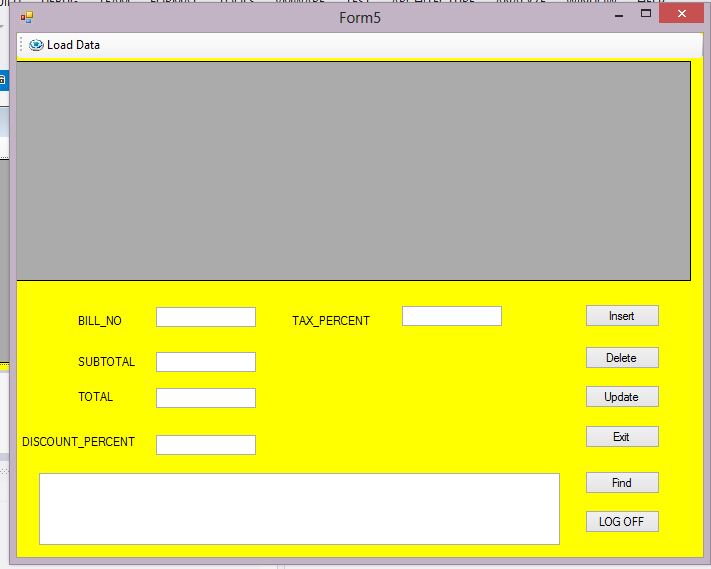 Form5
Load Data
BILL_NO
TAX_PERCENT
Insert
SUBTOTAL
Delete
TOTAL
Update
DISCOUNT_PERCENT
Exit
Find
LOG OFF